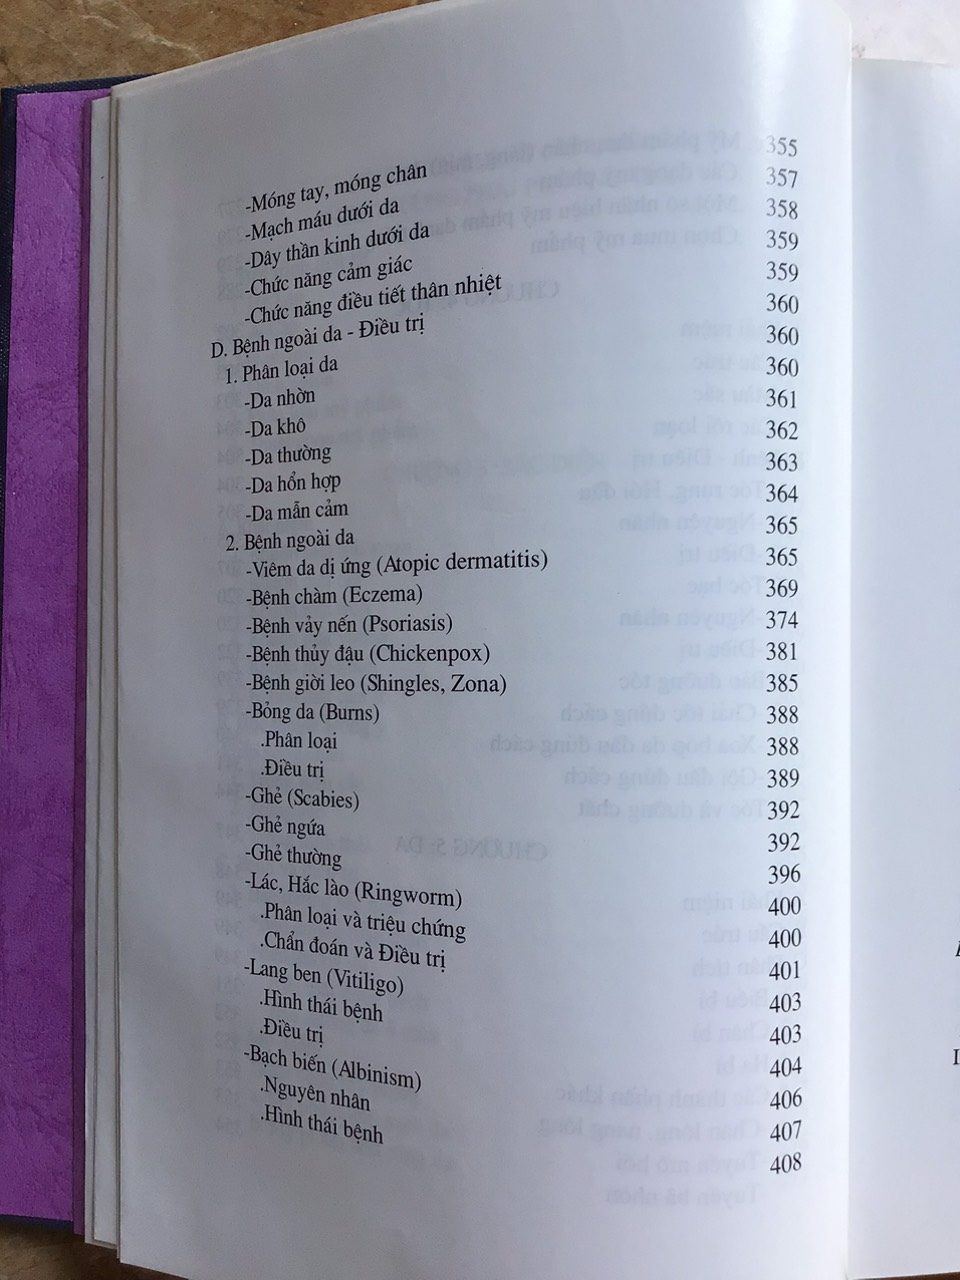 -Móng tay, móng chân 355
-Mạch máu dưới da 357
-Dây thần kinh dưới da 358
-Chức năng cảm giác 359
-Chức năng điều tiết thân nhiệt 359
D. Bệnh ngoài da - Điều trị 360
1. Phân loại da 360
-Da nhờn 360
-Da khô 361
-Da thường 362
-Da hổn hợp 363
-Da mẫn cảm 364
2. Bệnh ngoài da 365
-Viêm da dị ứng (Atopic dermatitis) 365
-Bệnh chàm (Eczema) 369
-Bệnh vảy nến (Psoriasis) 374
-Bệnh thủy đậu (Chickenpox) 381
-Bệnh giời leo (Shingles, Zona) 385
-Bỏng da (Burns) 388
.Phân loại 388
.Điều trị 389
-Ghẻ (Scabies) 392
-Ghẻ ngứa 392
-Ghẻ thường 396
-Lác, Hắc lào (Ringworm) 400
.Phân loại và triệu chứng 400
.Chẩn đoán và Điều trị 401
-Lang ben (Vitiligo) 403
.Hình thái bệnh 403
.Điều trị 404
-Bạch biến (Albinism) 406
.Nguyên nhân 407
.Hình thái bệnh 408